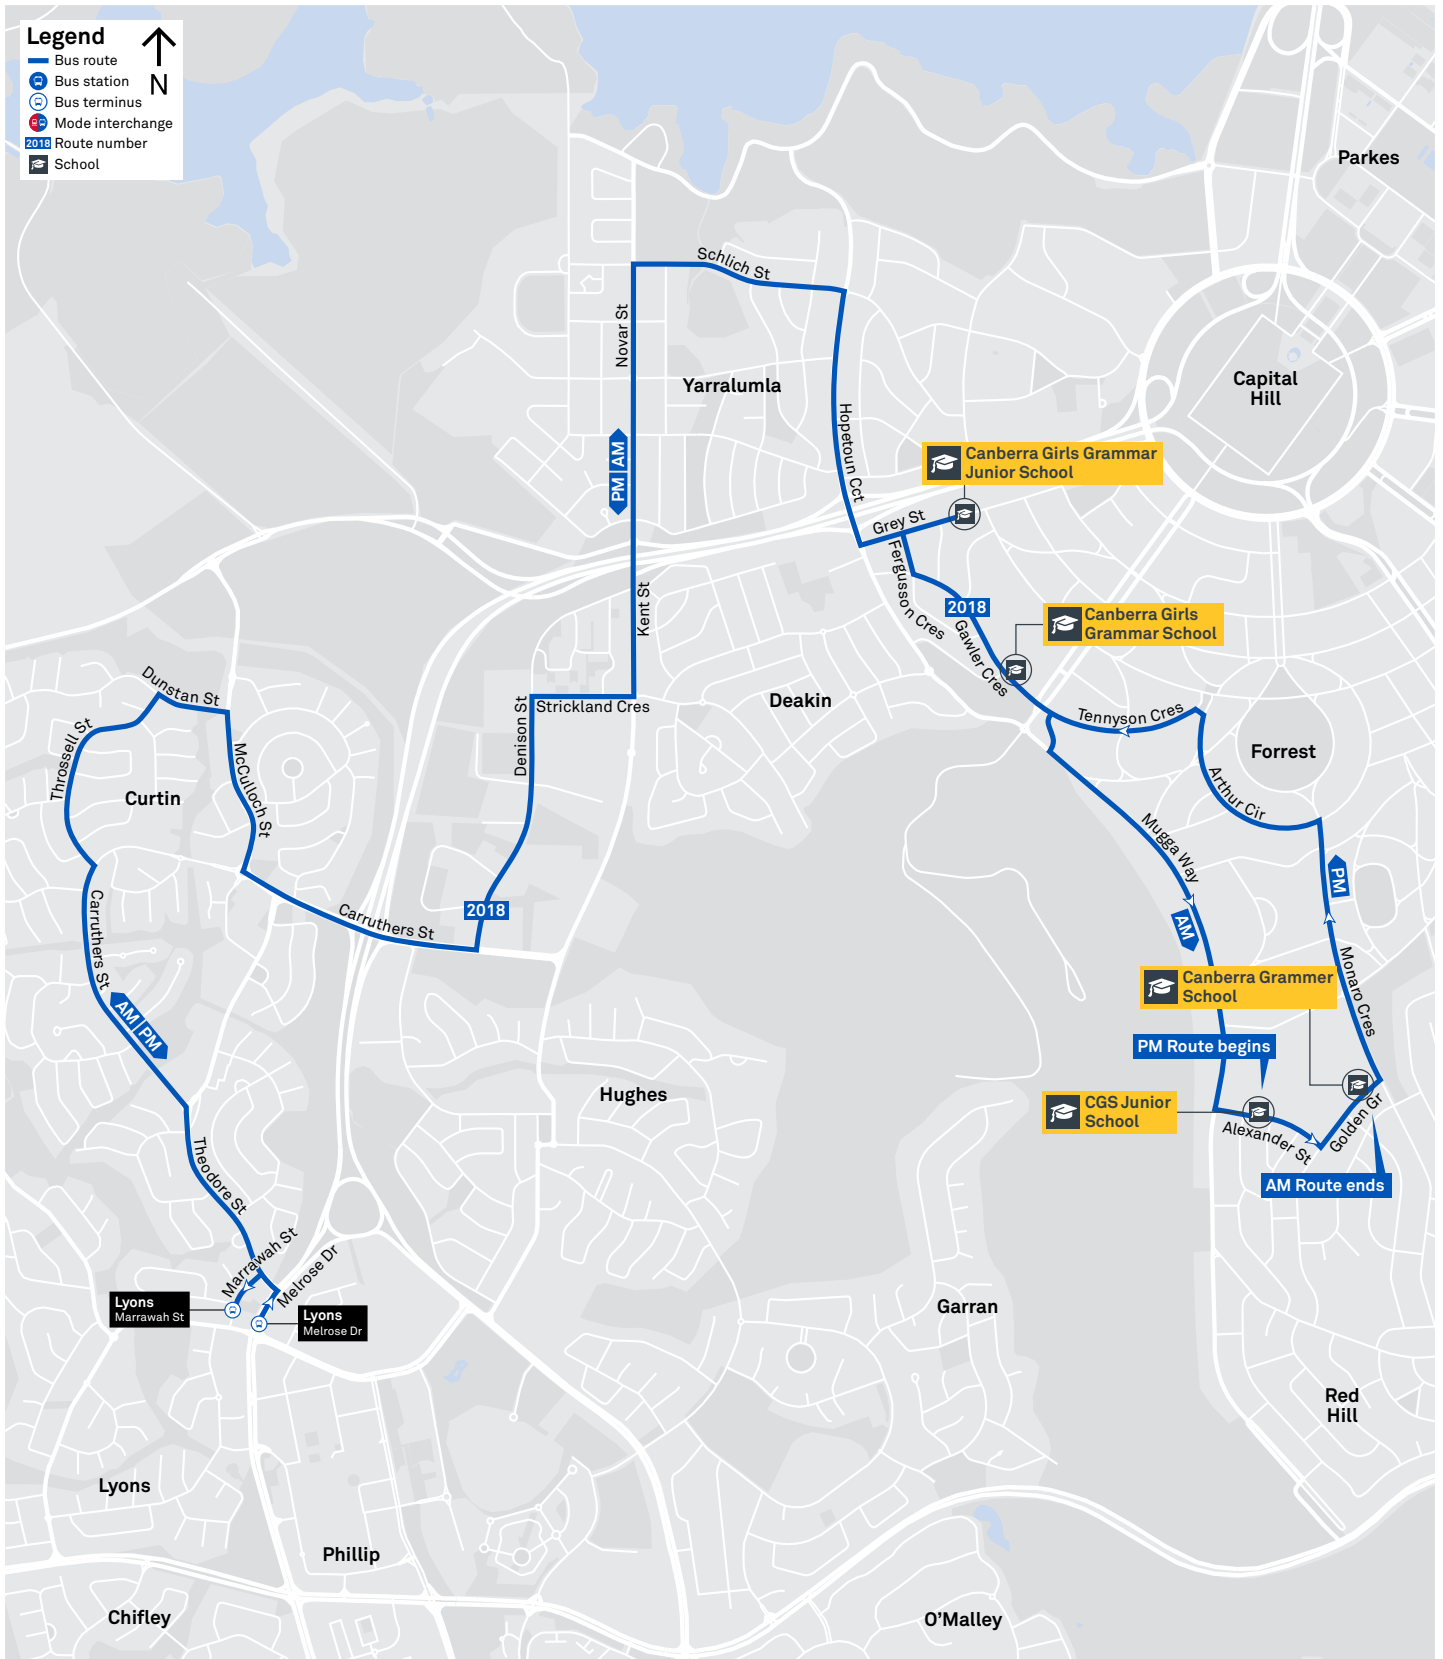 Legend
N
Bus route
Bus station
Bus terminus
Mode interchange
2018 Route number
School
Parkes
Schlich St
Novar St
Yarralumla
Capital
Hill
Hopetoun Cct
PM | AM
Canberra Girls Grammar
Junior School
Grey St
Fergusson Cres
Kent St
2018
Gawler Cres
Canberra Girls
Grammar School
Dunstan St
Denison St
Strickland Cres
Deakin
Tennyson Cres
Throssell St
McCulloch St
Curtin
Forrest
Arthur Cir
Mugga Way
PM
Carruthers St
2018
Carruthers St
AM
Monaro Cres
Canberra Grammer
School
AM | PM
PM Route begins
Hughes
CGS Junior
School
Alexander St
Golden Gr
Theodore St
AM Route ends
Marrawah St
Melrose Dr
Lyons
Marrawah St
Lyons
Melrose Dr
Garran
Red
Hill
Lyons
Phillip
Chifley
O'Malley